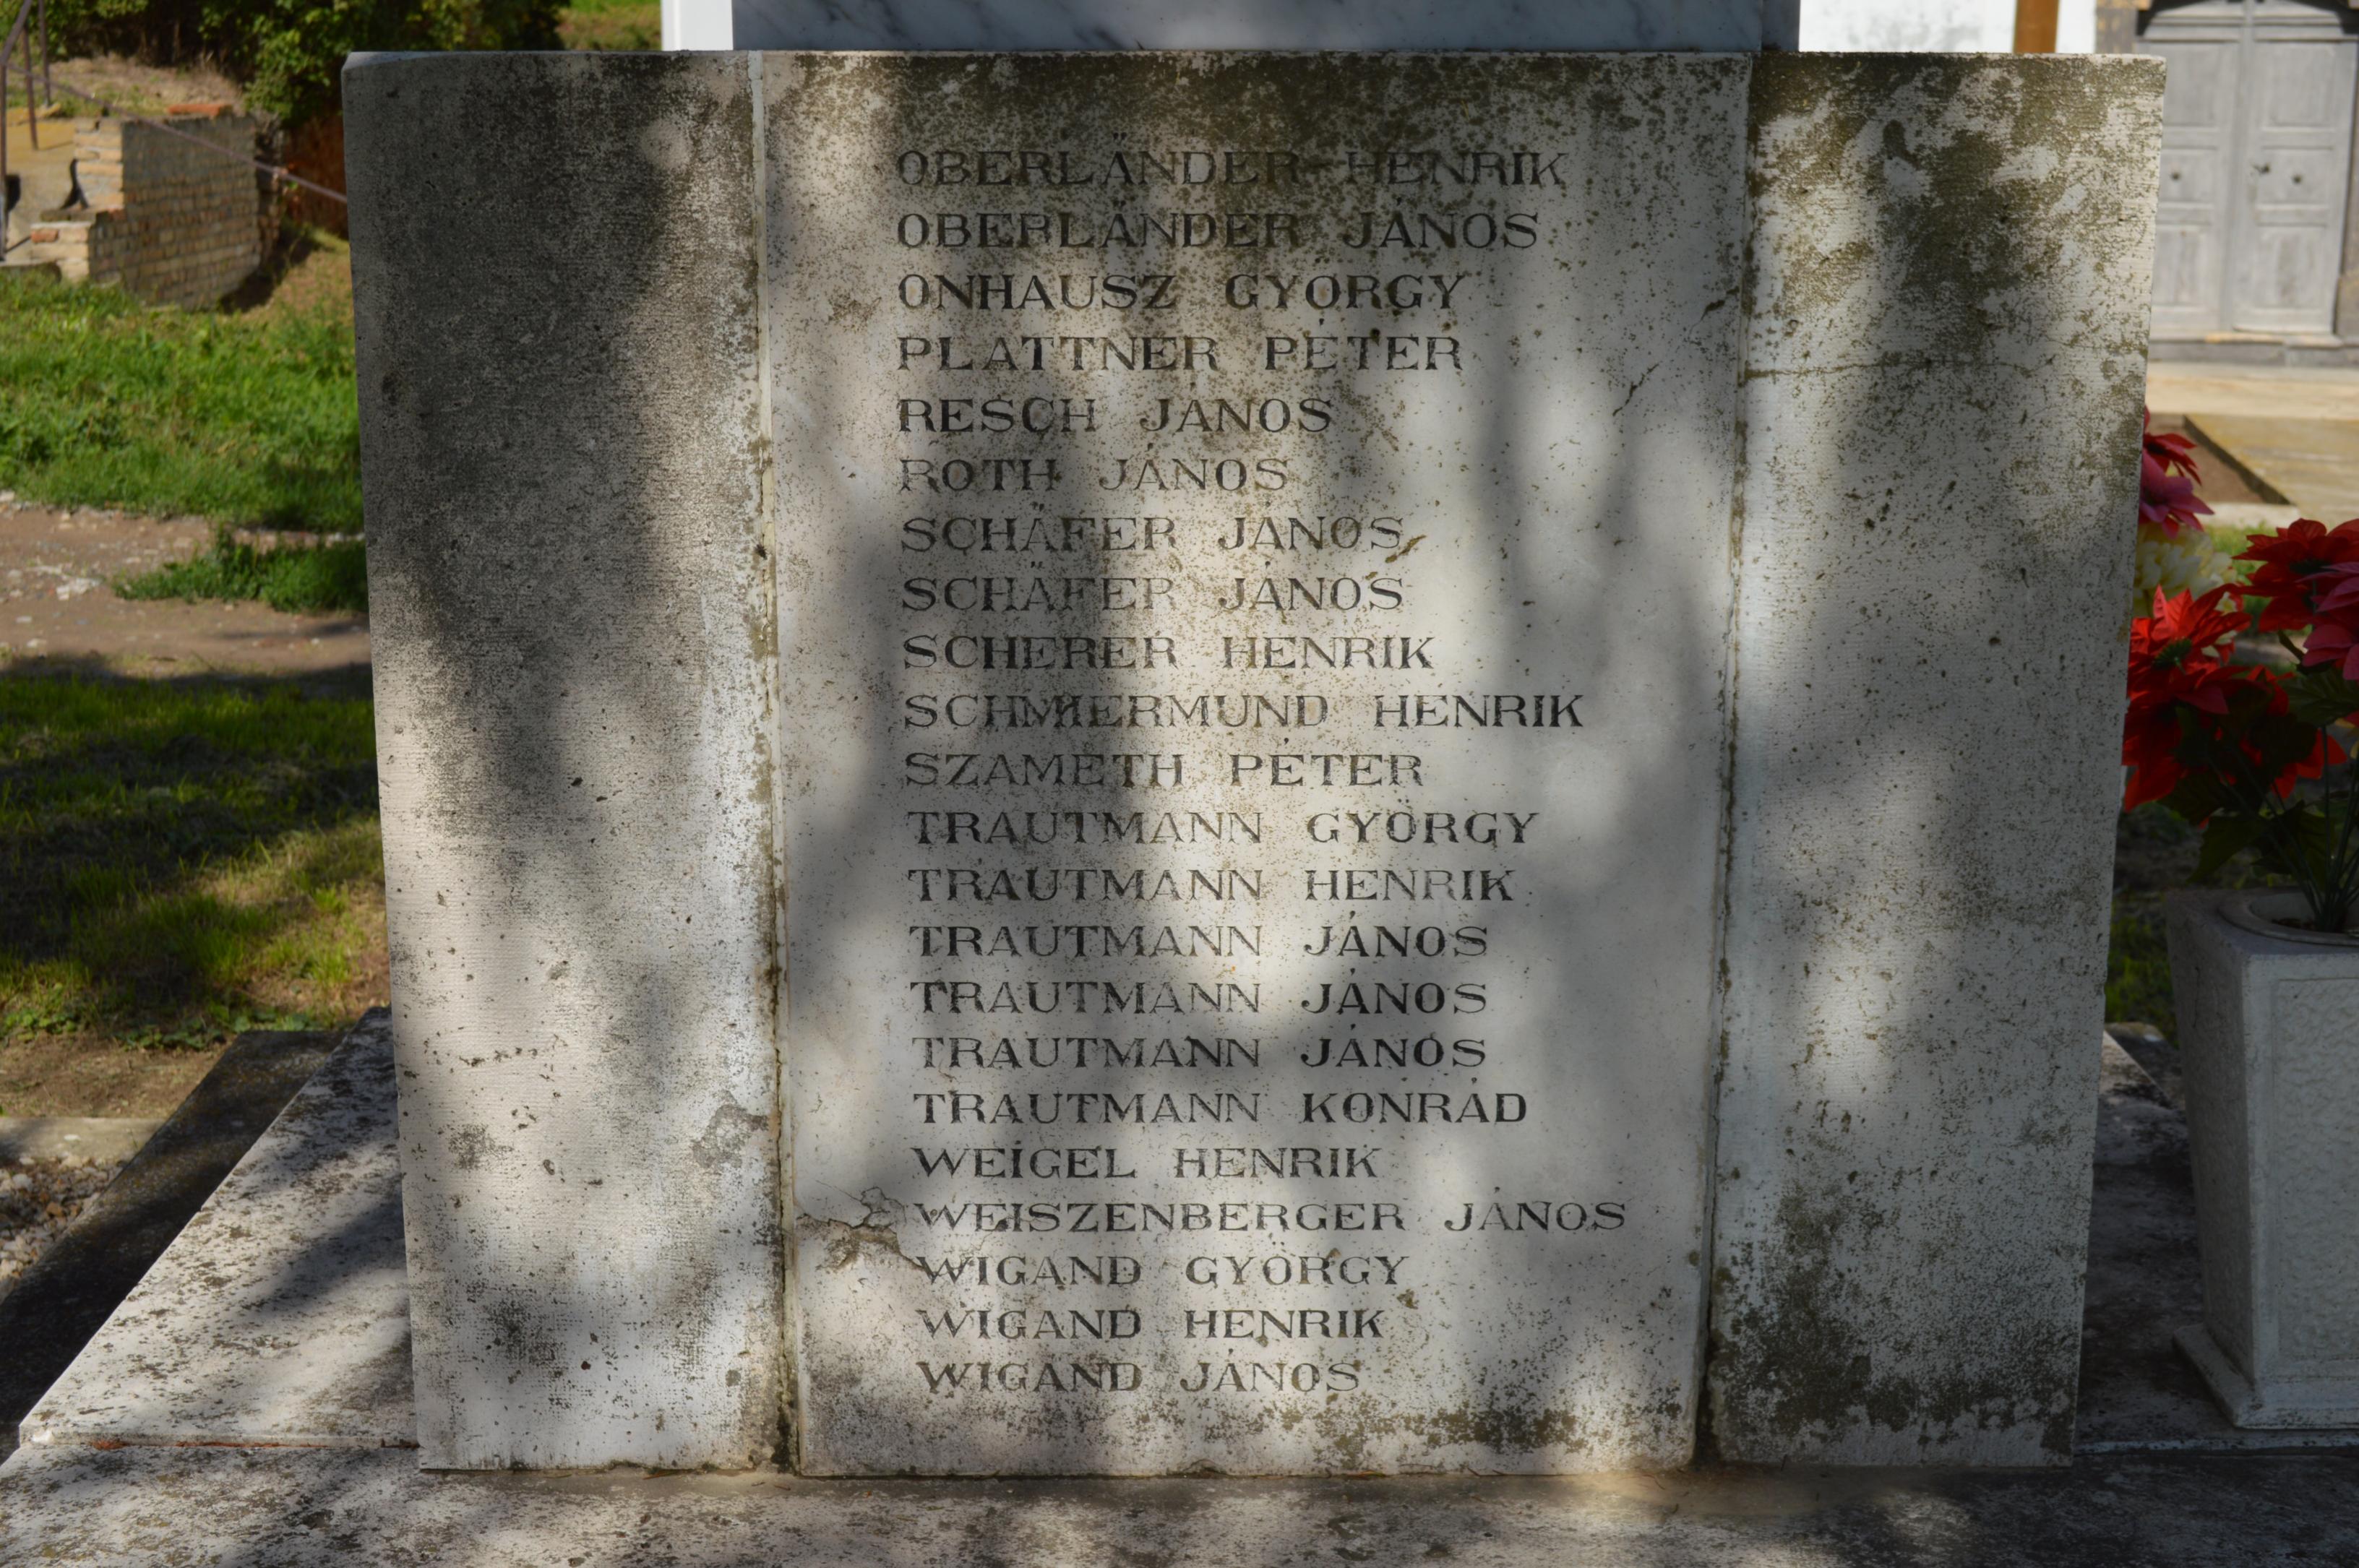 OBERLÄNDER HENRIK
OBERLÄNDER JÁNOS
ONHAUSZ GYÖRGY
PLATTNER PÉTER
RESCH JÁNOS
ROTH JÁNOS
SCHÄFER JÁNOS
SCHÄFER JÁNOS
SCHERER HENRIK
SCHMIERMUND HENRIK
SZAMETH PÉTER
TRAUTMANN GYÖRGY
TRAUTMANN HENRIK
TRAUTMANN JÁNOS
TRAUTMANN JÁNOS
TRAUTMANN JÁNOS
TRAUTMANN KONRÁD
WEIGEL HENRIK
WEISZENBERGER JÁNOS
WIGAND GYÖRGY
WIGAND HENRIK
WIGAND JÁNOS